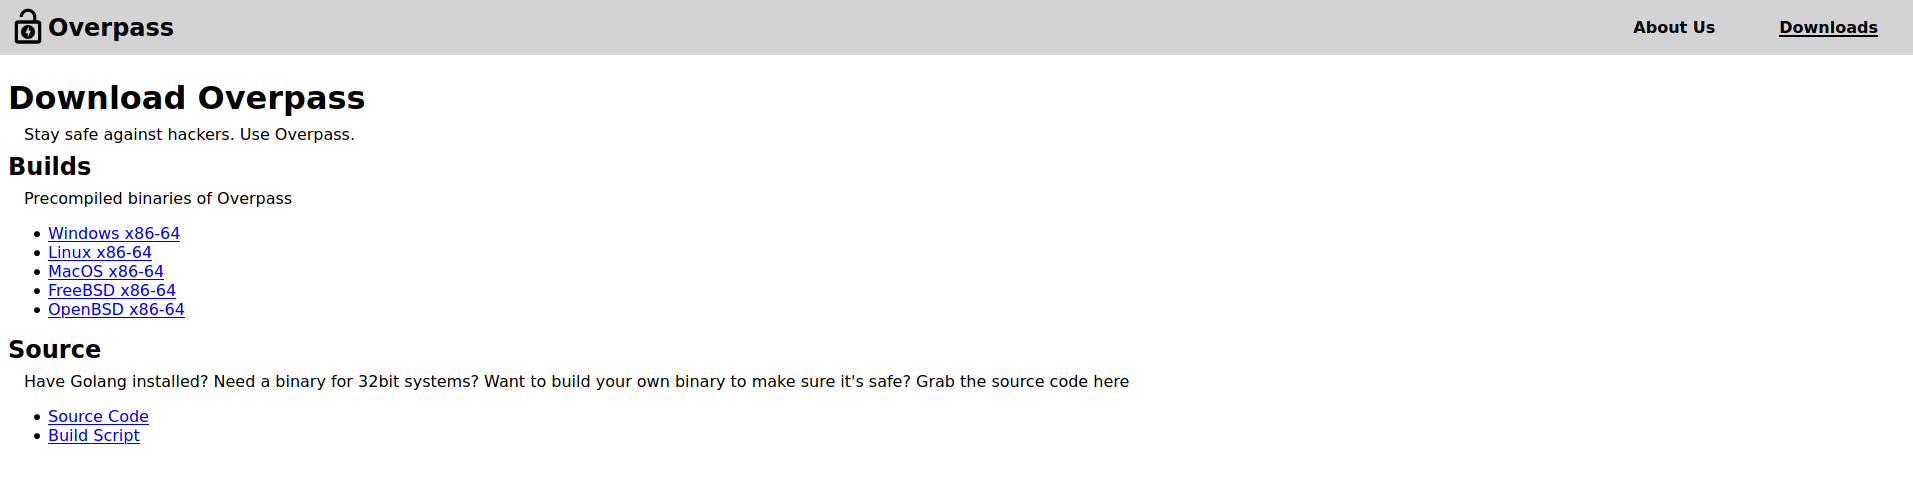 Overpass
About Us
Downloads
Download Overpass
Stay safe against hackers. Use Overpass.
Builds
Precompiled binaries of Overpass
Windows x86-64
Linux x86-64
MacOS x86-64
FreeBSD x86-64
OpenBSD x86-64
Source
Have Golang installed? Need a binary for 32bit systems? Want to build your own binary to make sure it's safe? Grab the source code here
Source Code
Build Script